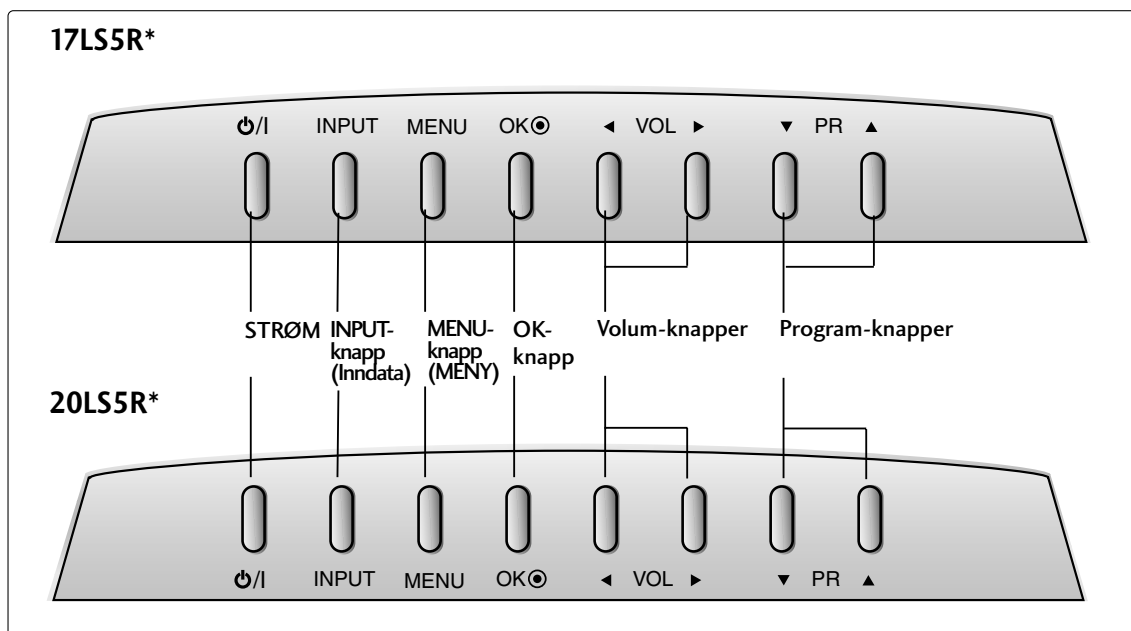 17LS5R*
⏻/I INPUT MENU OK◉ ◄ VOL ► ▼ PR ▲
STRØM
INPUT-
knapp
(Inndata)
MENU-
knapp
(MENY)
OK-
knapp
Volum-knapper
Program-knapper
20LS5R*
⏻/I INPUT MENU OK◉ ◄ VOL ► ▼ PR ▲